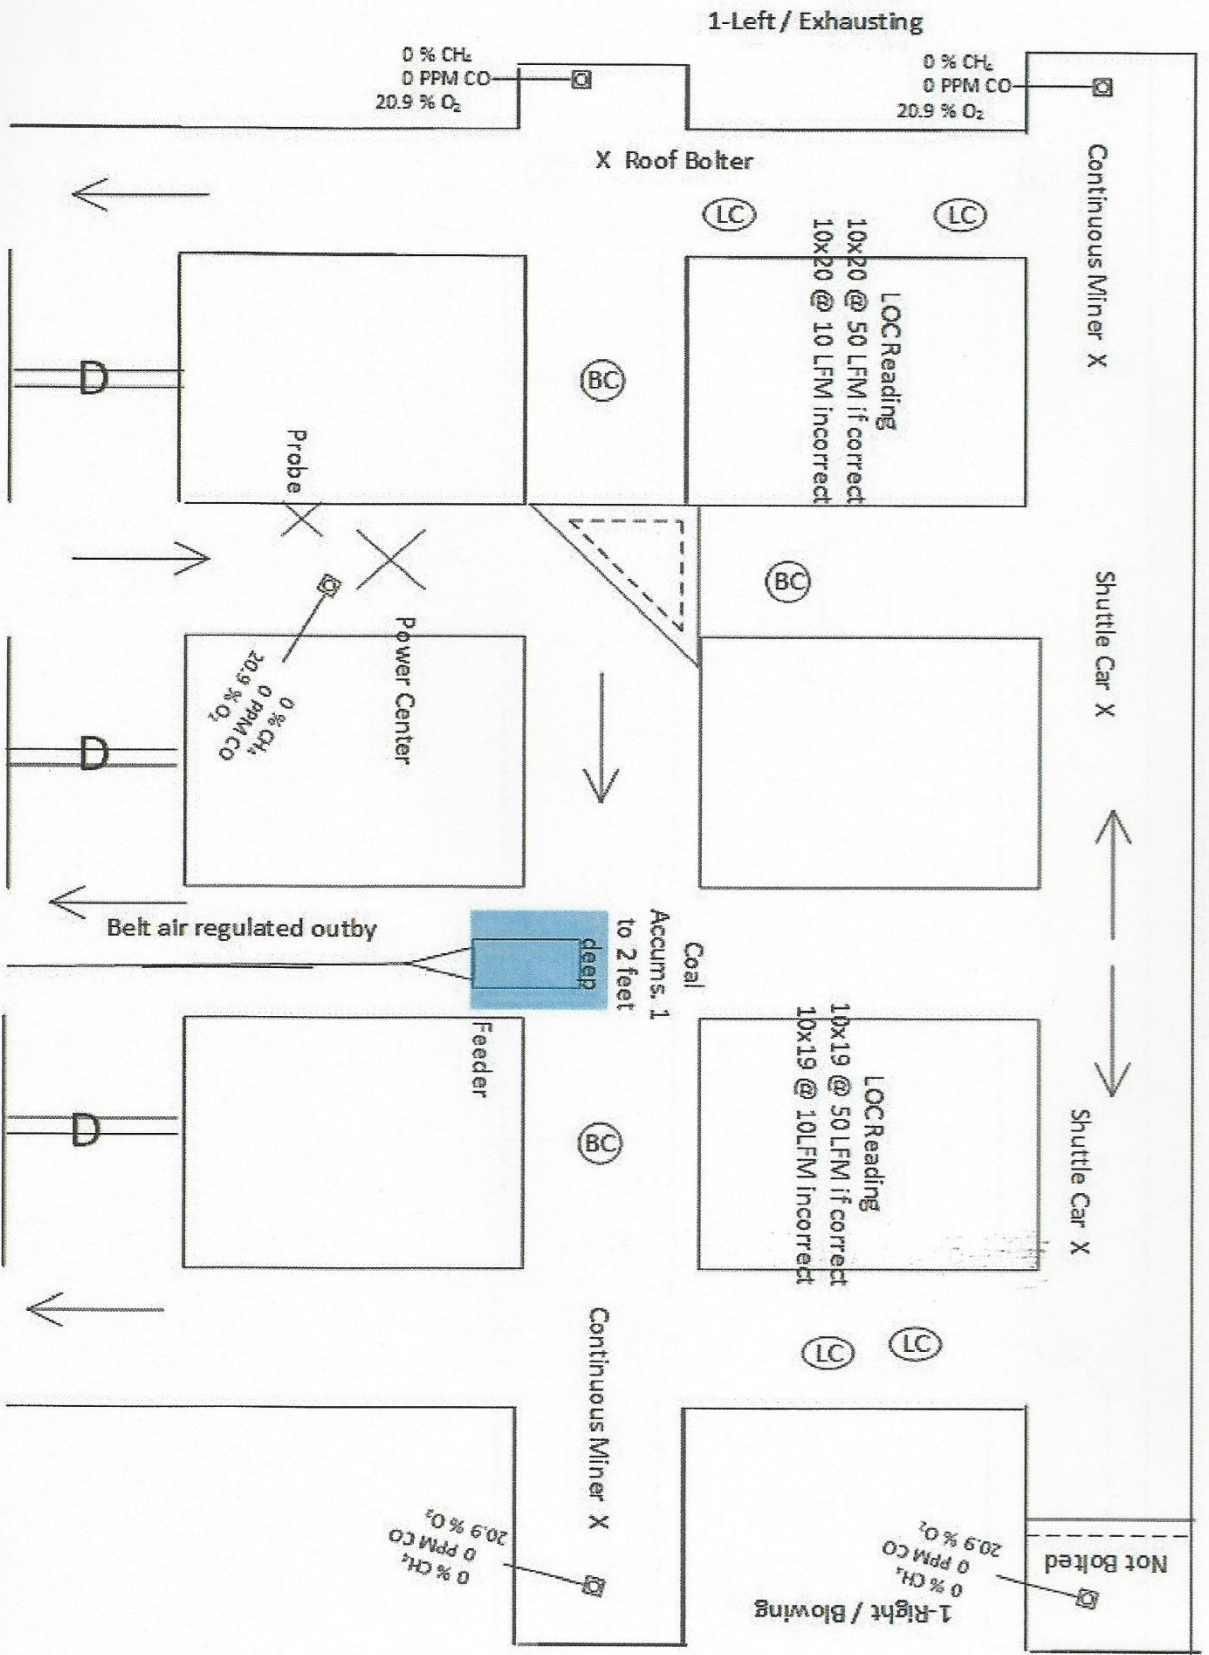 1-Left / Exhausting
0 % CH₄
0 PPM CO
20.9 % O₂
0 % CH₄
0 PPM CO
20.9 % O₂
X Roof Bolter
Continuous Miner X
LC
LC
LOC Reading
10x20 @ 50 LFM if correct
10x20 @ 10 LFM incorrect
D
BC
Probe
BC
Shuttle Car X
Power Center
0 % CH₄
0 PPM CO
20.9 % O₂
D
Belt air regulated outby
Coal
Accums. 1
to 2 feet
deep
Feeder
LOC Reading
10x19 @ 50 LFM if correct
10x19 @ 10LFM incorrect
D
BC
Shuttle Car X
LC
LC
Continuous Miner X
0 % CH₄
0 PPM CO
20.9 % O₂
0 % CH₄
0 PPM CO
20.9 % O₂
Not Bolted
1-Right / Blowing